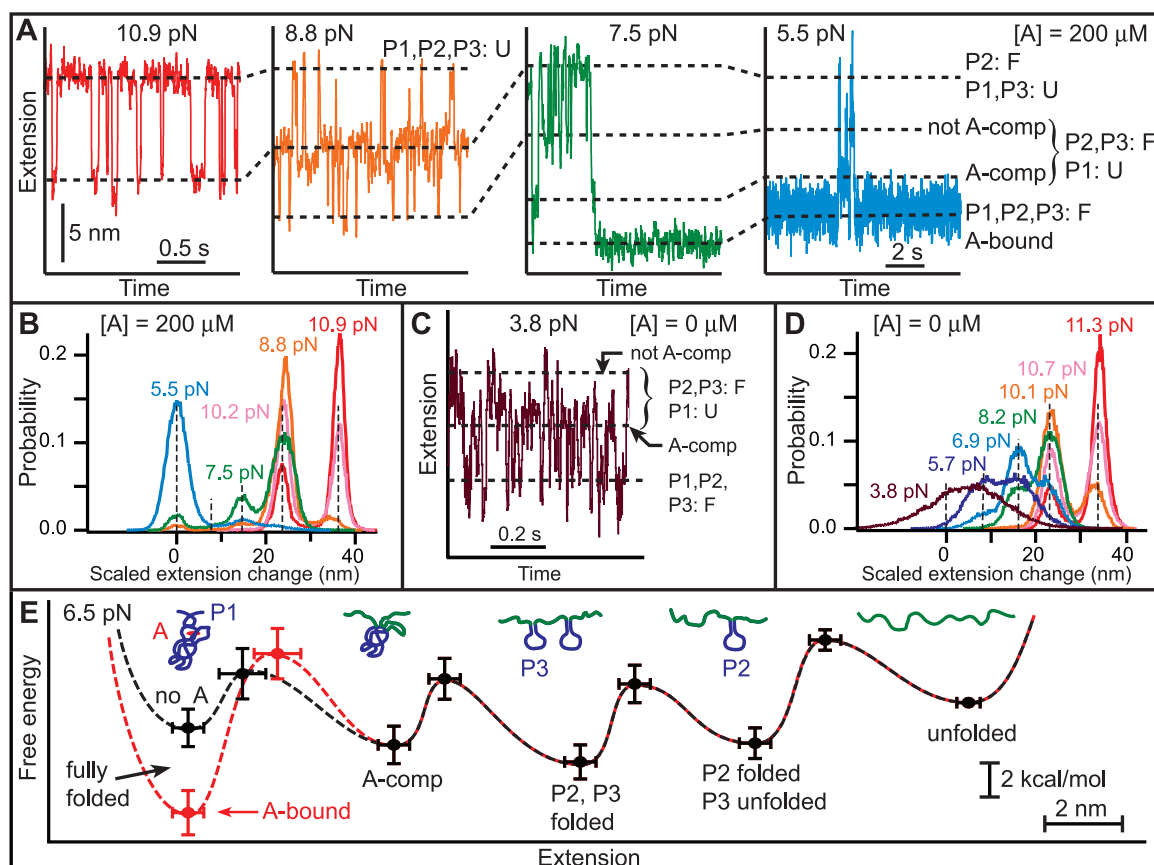 A
10.9 pN
8.8 pN
7.5 pN
5.5 pN
[A] = 200 μM
P1,P2,P3: U
P2: F
P1,P3: U
not A-comp
P2,P3: F
A-comp
P1: U
P1,P2,P3: F
A-bound
Extension
5 nm
0.5 s
2 s
Time
Time
Time
Time
B
[A] = 200 μM
10.9 pN
8.8 pN
5.5 pN
10.2 pN
7.5 pN
Probability
0.2
0.1
0.0
0
20
40
Scaled extension change (nm)
C
3.8 pN
[A] = 0 μM
not A-comp
P2,P3: F
P1: U
A-comp
P1,P2,
P3: F
Extension
0.2 s
Time
D
[A] = 0 μM
11.3 pN
10.7 pN
10.1 pN
8.2 pN
6.9 pN
5.7 pN
3.8 pN
Probability
0.2
0.1
0.0
0
20
40
Scaled extension change (nm)
E
6.5 pN
P1
A
P3
P2
no A
fully
folded
A-bound
A-comp
P2, P3
folded
P2 folded
P3 unfolded
unfolded
2 kcal/mol
2 nm
Free energy
Extension